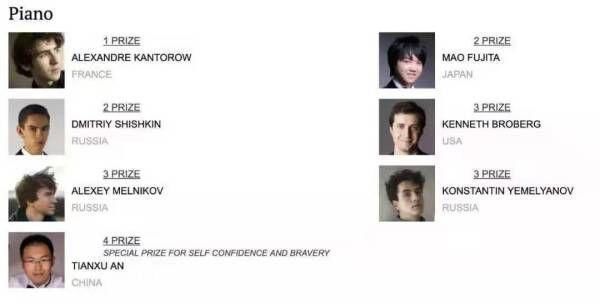 Piano
1 PRIZE
ALEXANDRE KANTOROW
FRANCE
2 PRIZE
MAO FUJITA
JAPAN
2 PRIZE
DMITRIY SHISHKIN
RUSSIA
3 PRIZE
KENNETH BROBERG
USA
3 PRIZE
ALEXEY MELNIKOV
RUSSIA
3 PRIZE
KONSTANTIN YEMELYANOV
RUSSIA
4 PRIZE
SPECIAL PRIZE FOR SELF CONFIDENCE AND BRAVERY
TIANXU AN
CHINA